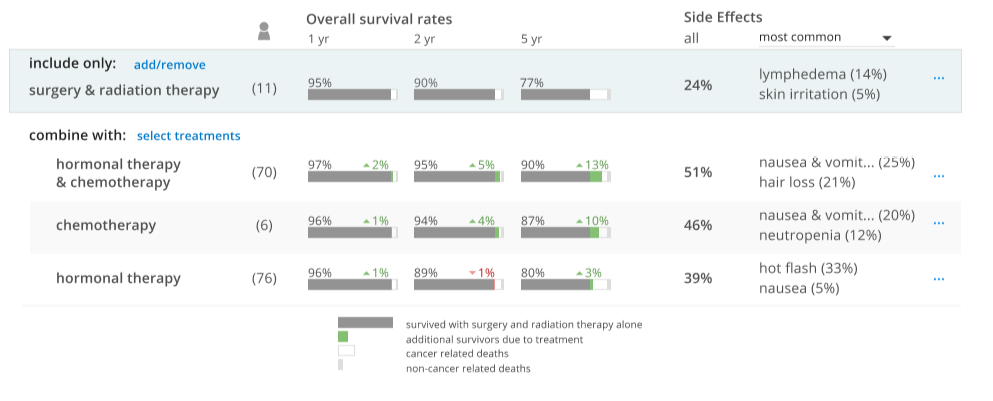 Overall survival rates
Side Effects
1 yr 2 yr 5 yr all most common
include only: add/remove
surgery & radiation therapy (11) 95% 90% 77% 24% lymphedema (14%)
skin irritation (5%)
...
combine with: select treatments
hormonal therapy
& chemotherapy (70) 97% 2% 95% 5% 90% 13% 51% nausea & vomit... (25%)
hair loss (21%)
...
chemotherapy (6) 96% 1% 94% 4% 87% 10% 46% nausea & vomit... (20%)
neutropenia (12%)
...
hormonal therapy (76) 96% 1% 89% 1% 80% 3% 39% hot flash (33%)
nausea (5%)
...
survived with surgery and radiation therapy alone
additional survivors due to treatment
cancer related deaths
non-cancer related deaths